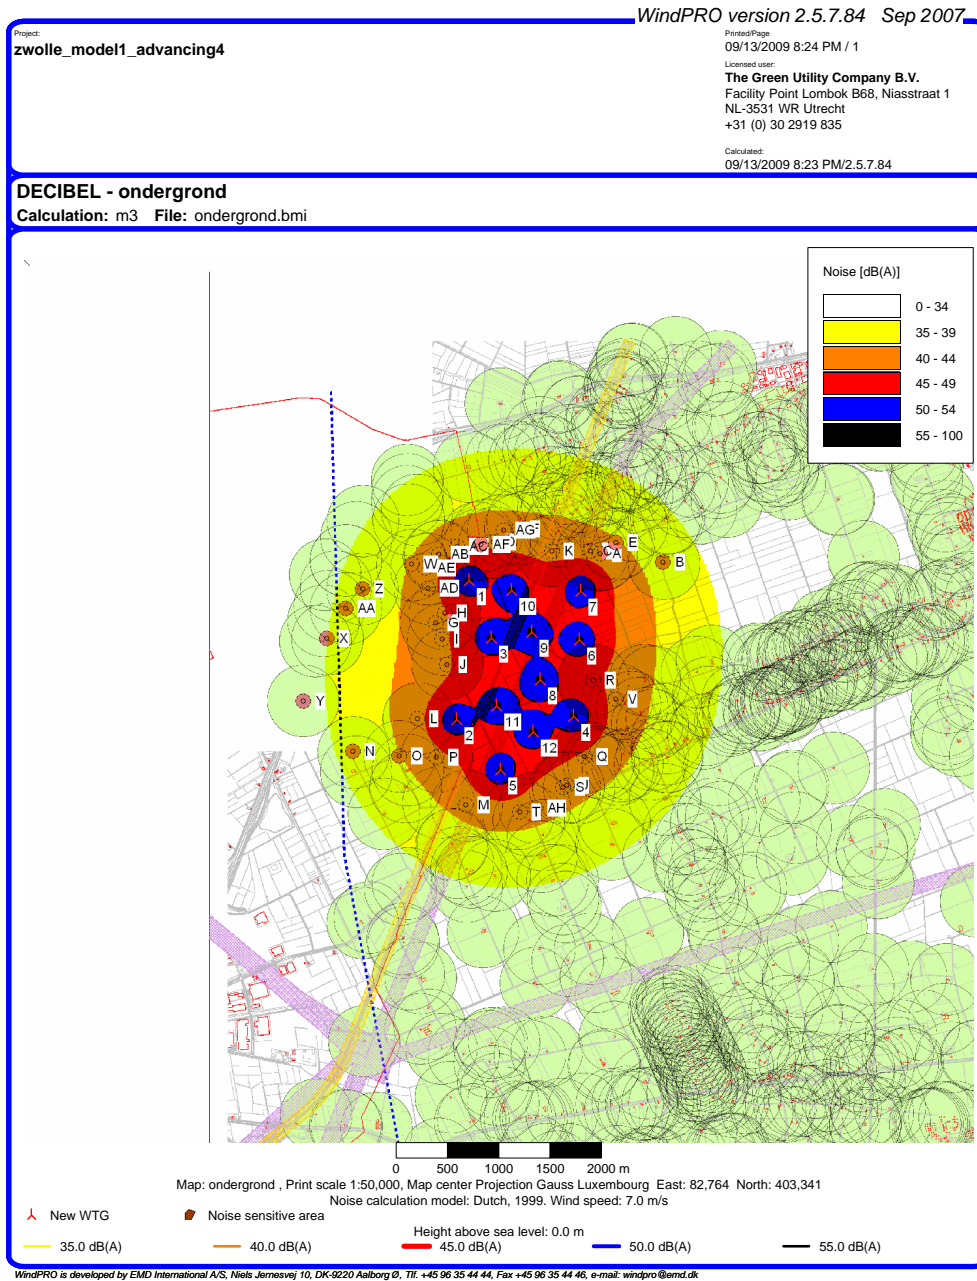 WindPRO version 2.5.7.84 Sep 2007
Project:
zwolle_model1_advancing4
Printed/Page
09/13/2009 8:24 PM / 1
Licensed user:
The Green Utility Company B.V.
Facility Point Lombok B68, Niasstraat 1
NL-3531 WR Utrecht
+31 (0) 30 2919 835
Calculated:
09/13/2009 8:23 PM/2.5.7.84
DECIBEL - ondergrond
Calculation: m3 File: ondergrond.bmi
Noise [dB(A)]
0 - 34
35 - 39
40 - 44
45 - 49
50 - 54
55 - 100
AG
AF
E
K
A
B
W
AB
AE
AD
Z
AA
1
10
7
H
G
I
X
3
9
6
J
8
R
V
Y
L
2
11
4
12
N
O
P
Q
5
S
M
T
AH
0 500 1000 1500 2000 m
Map: ondergrond , Print scale 1:50,000, Map center Projection Gauss Luxembourg East: 82,764 North: 403,341
Noise calculation model: Dutch, 1999. Wind speed: 7.0 m/s
New WTG
Noise sensitive area
Height above sea level: 0.0 m
35.0 dB(A)
40.0 dB(A)
45.0 dB(A)
50.0 dB(A)
55.0 dB(A)
WindPRO is developed by EMD International A/S, Niels Jernesvej 10, DK-9220 Aalborg Ø, Tlf. +45 96 35 44 44, Fax +45 96 35 44 46, e-mail: windpro@emd.dk